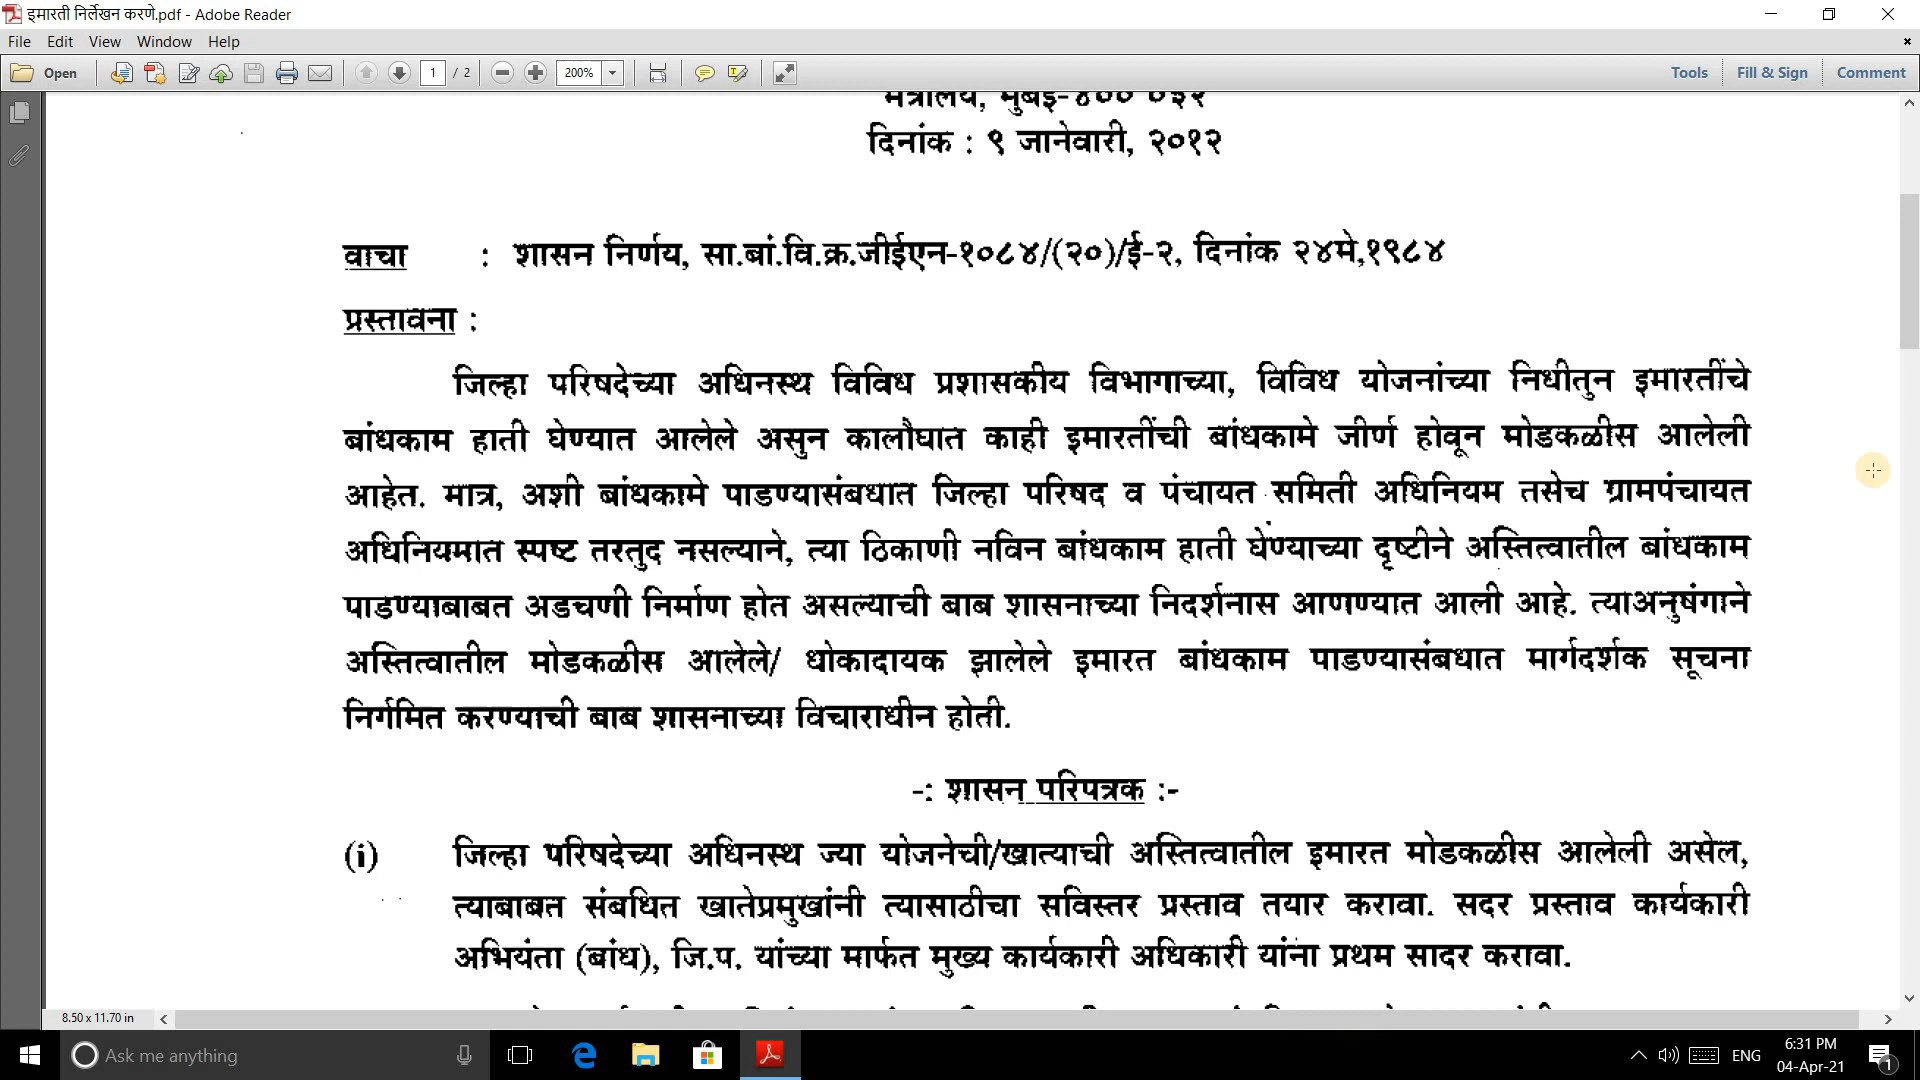 इमारती निर्लेखन करणे.pdf - Adobe Reader
File Edit View Window Help
Open 1 / 2 200% Tools Fill & Sign Comment
मंत्रालय, मुंबई-४०० ०३२
दिनांक : ९ जानेवारी, २०१२
वाचा : शासन निर्णय, सा.बां.वि.क्र.जीईएन-१०८४/(२०)/ई-२, दिनांक २४मे,१९८४
प्रस्तावना :
जिल्हा परिषदेच्या अधिनस्थ विविध प्रशासकीय विभागाच्या, विविध योजनांच्या निधीतुन इमारतींचे
बांधकाम हाती घेण्यात आलेले असुन कालौघात काही इमारतींची बांधकामे जीर्ण होवून मोडकळीस आलेली
आहेत. मात्र, अशी बांधकामे पाडण्यासंबधात जिल्हा परिषद व पंचायत समिती अधिनियम तसेच ग्रामपंचायत
अधिनियमात स्पष्ट तरतुद नसल्याने, त्या ठिकाणी नविन बांधकाम हाती घेण्याच्या दृष्टीने अस्तित्वातील बांधकाम
पाडण्याबाबत अडचणी निर्माण होत असल्याची बाब शासनाच्या निदर्शनास आणण्यात आली आहे. त्याअनुषंगाने
अस्तित्वातील मोडकळीस आलेले/ धोकादायक झालेले इमारत बांधकाम पाडण्यासंबधात मार्गदर्शक सूचना
निर्गमित करण्याची बाब शासनाच्या विचाराधीन होती.
-: शासन परिपत्रक :-
(i) जिल्हा परिषदेच्या अधिनस्थ ज्या योजनेची/खात्याची अस्तित्वातील इमारत मोडकळीस आलेली असेल,
त्याबाबत संबधित खातेप्रमुखांनी त्यासाठीचा सविस्तर प्रस्ताव तयार करावा. सदर प्रस्ताव कार्यकारी
अभियंता (बांध), जि.प. यांच्या मार्फत मुख्य कार्यकारी अधिकारी यांना प्रथम सादर करावा.
8.50 x 11.70 in
Ask me anything ENG 6:31 PM
04-Apr-21 1